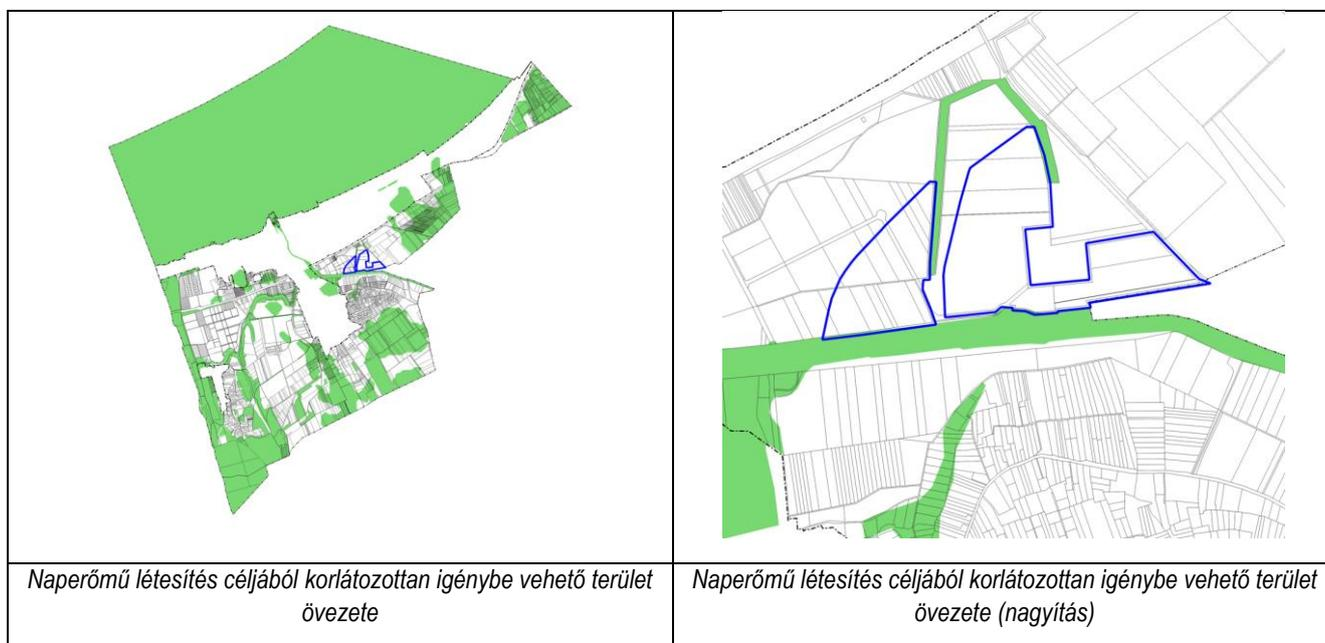 Naperőmű létesítés céljából korlátozottan igénybe vehető terület
övezete
Naperőmű létesítés céljából korlátozottan igénybe vehető terület
övezete (nagyítás)